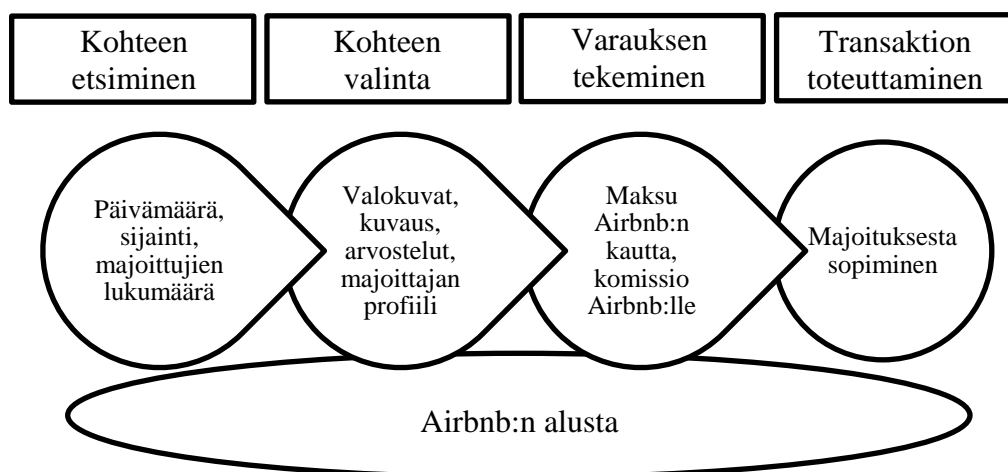 Kohteen
etsiminen
Kohteen
valinta
Varauksen
tekeminen
Transaktion
toteuttaminen
Päivämäärä,
sijainti,
majoittujien
lukumäärä
Valokuvat,
kuvaus,
arvostelut,
majoittajan
profiili
Maksu
Airbnb:n
kautta,
komissio
Airbnb:lle
Majoituksesta
sopiminen
Airbnb:n alusta